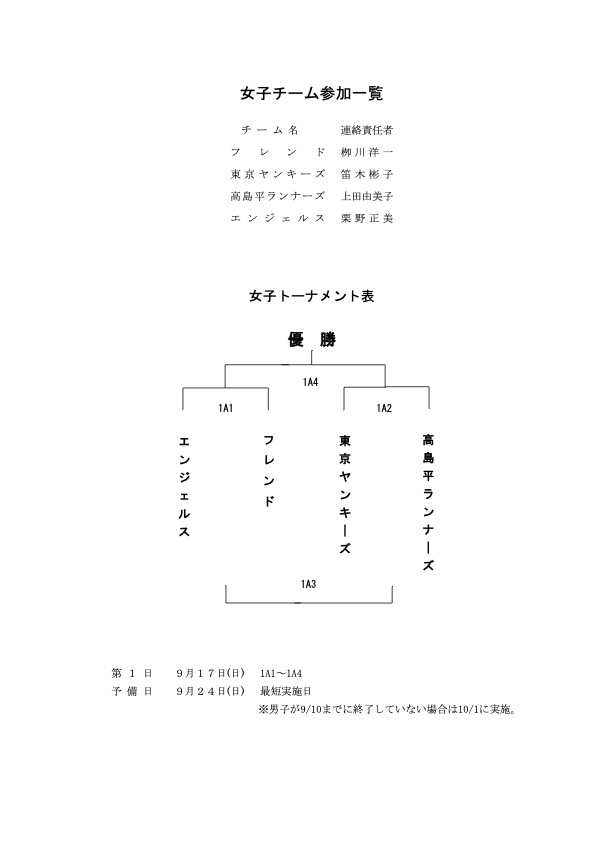 女子チーム参加一覧
チーム名 連絡責任者
フレンド 栁川洋一
東京ヤンキーズ 笛木彬子
高島平ランナーズ 上田由美子
エンジェルス 栗野正美
女子トーナメント表
優 勝
1A4
1A1 1A2
エンジェルス
フレンド
東京ヤンキーズ
高島平ランナーズ
1A3
第１日 ９月１７日(日) 1A1～1A4
予備日 ９月２４日(日) 最短実施日
※男子が9/10までに終了していない場合は10/1に実施。